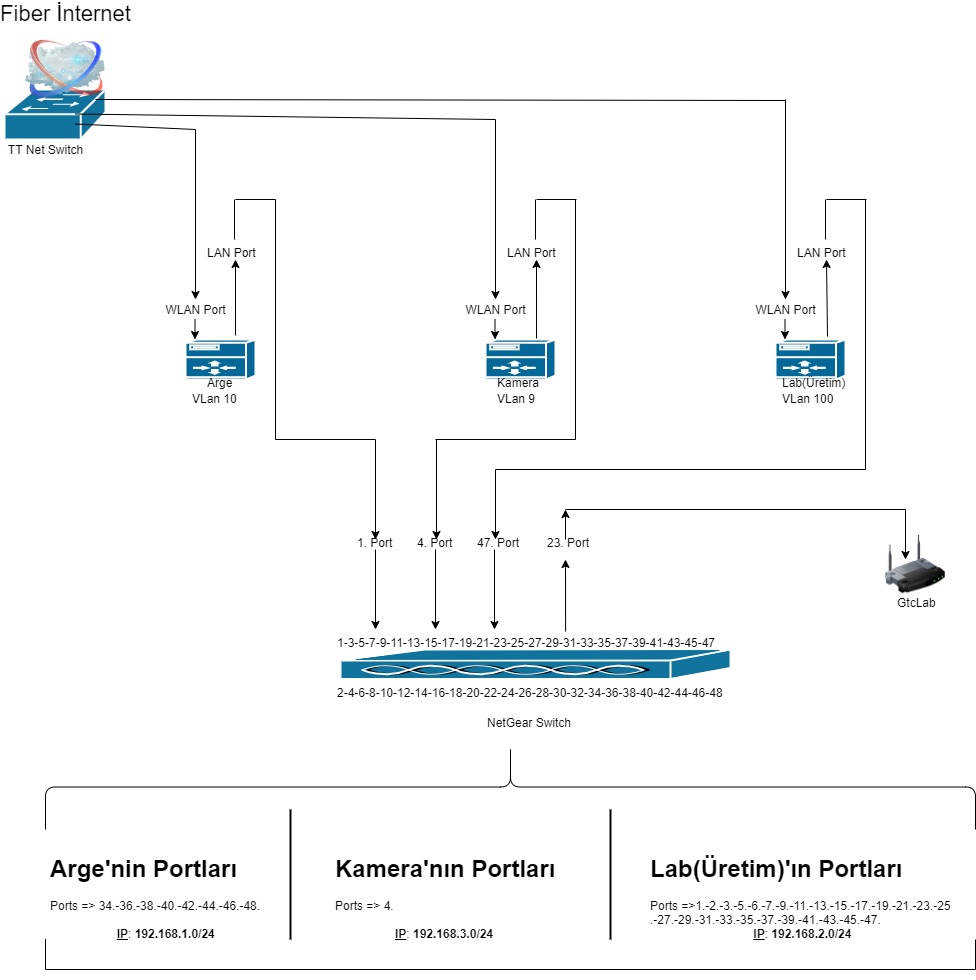 Fiber İnternet
TT Net Switch
LAN Port
LAN Port
LAN Port
WLAN Port
WLAN Port
WLAN Port
Arge
VLan 10
Kamera
VLan 9
Lab(Üretim)
VLan 100
1. Port
4. Port
47. Port
23. Port
GtcLab
1-3-5-7-9-11-13-15-17-19-21-23-25-27-29-31-33-35-37-39-41-43-45-47
2-4-6-8-10-12-14-16-18-20-22-24-26-28-30-32-34-36-38-40-42-44-46-48
NetGear Switch
Arge'nin Portları
Ports => 34.-36.-38.-40.-42.-44.-46.-48.
IP: 192.168.1.0/24
Kamera'nın Portları
Ports => 4.
IP: 192.168.3.0/24
Lab(Üretim)'ın Portları
Ports =>1.-2.-3.-5.-6.-7.-9.-11.-13.-15.-17.-19.-21.-23.-25
.-27.-29.-31.-33.-35.-37.-39.-41.-43.-45.-47.
IP: 192.168.2.0/24